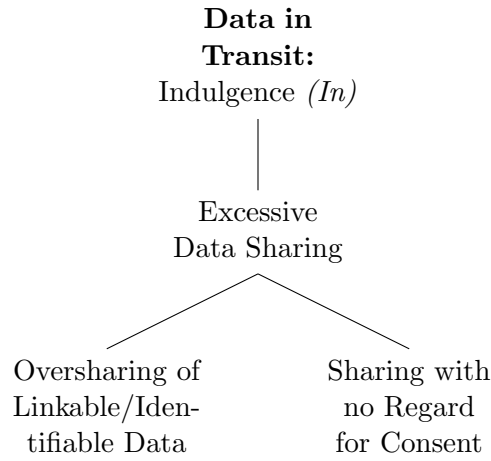 Data in
Transit:
Indulgence (In)
Excessive
Data Sharing
Oversharing of
Linkable/Iden-
tifiable Data
Sharing with
no Regard
for Consent